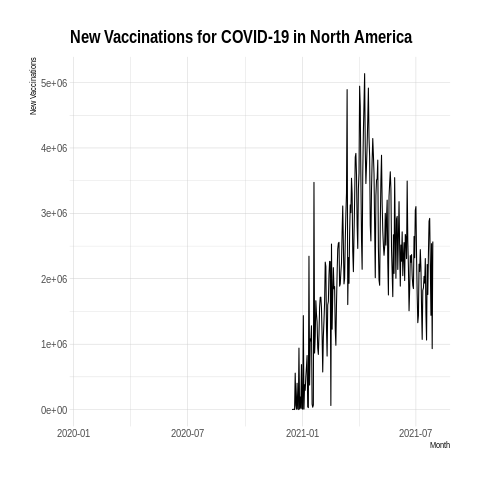 New Vaccinations for COVID-19 in North America
New Vaccinations
5e+06
4e+06
3e+06
2e+06
1e+06
0e+00
2020-01
2020-07
2021-01
2021-07
Month